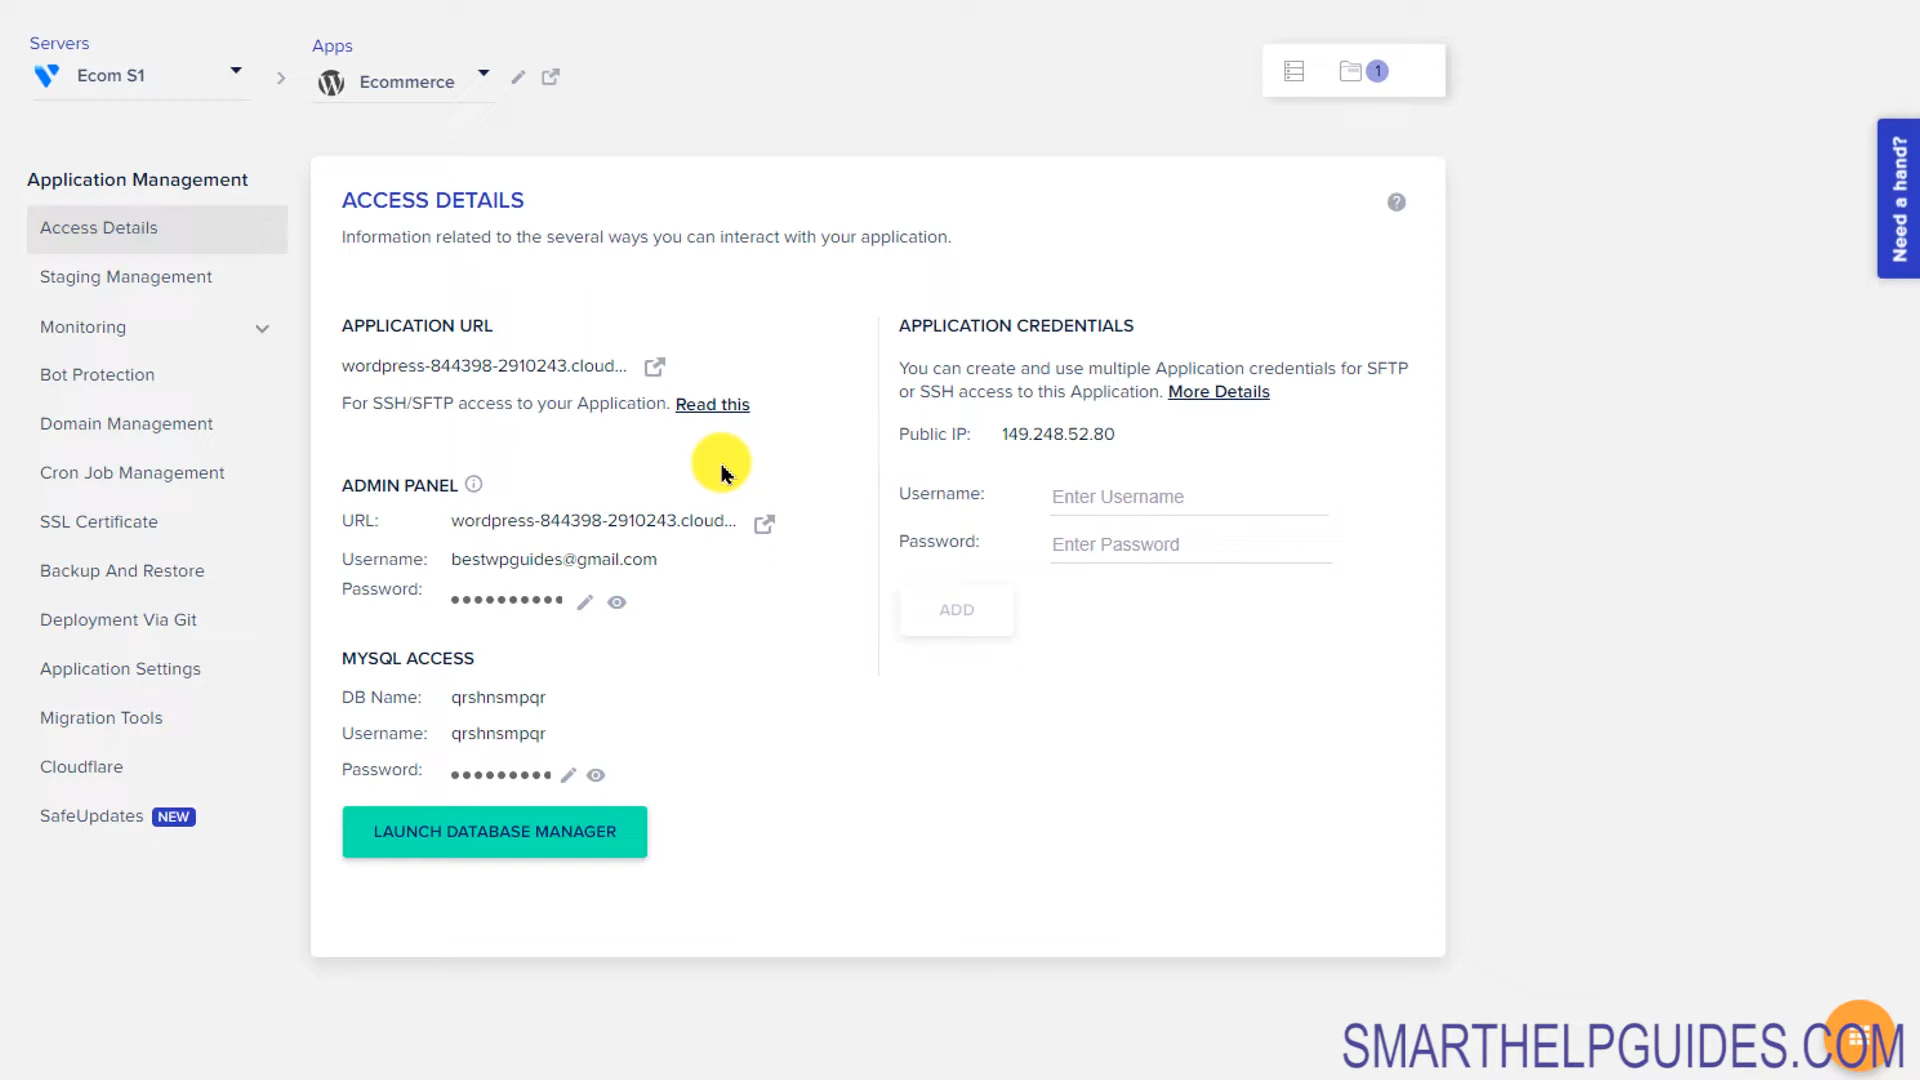 Servers
Ecom S1
Apps
Ecommerce
1
Need a hand?
Application Management
Access Details
Staging Management
Monitoring
Bot Protection
Domain Management
Cron Job Management
SSL Certificate
Backup And Restore
Deployment Via Git
Application Settings
Migration Tools
Cloudflare
SafeUpdates NEW
ACCESS DETAILS
Information related to the several ways you can interact with your application.
APPLICATION URL
wordpress-844398-2910243.cloud...
For SSH/SFTP access to your Application. Read this
ADMIN PANEL
URL: wordpress-844398-2910243.cloud...
Username: bestwpguides@gmail.com
Password: ••••••••••
MYSQL ACCESS
DB Name: qrshnsmpqr
Username: qrshnsmpqr
Password: •••••••••
LAUNCH DATABASE MANAGER
APPLICATION CREDENTIALS
You can create and use multiple Application credentials for SFTP
or SSH access to this Application. More Details
Public IP: 149.248.52.80
Username: Enter Username
Password: Enter Password
ADD
SMARTHELPGUIDES.COM